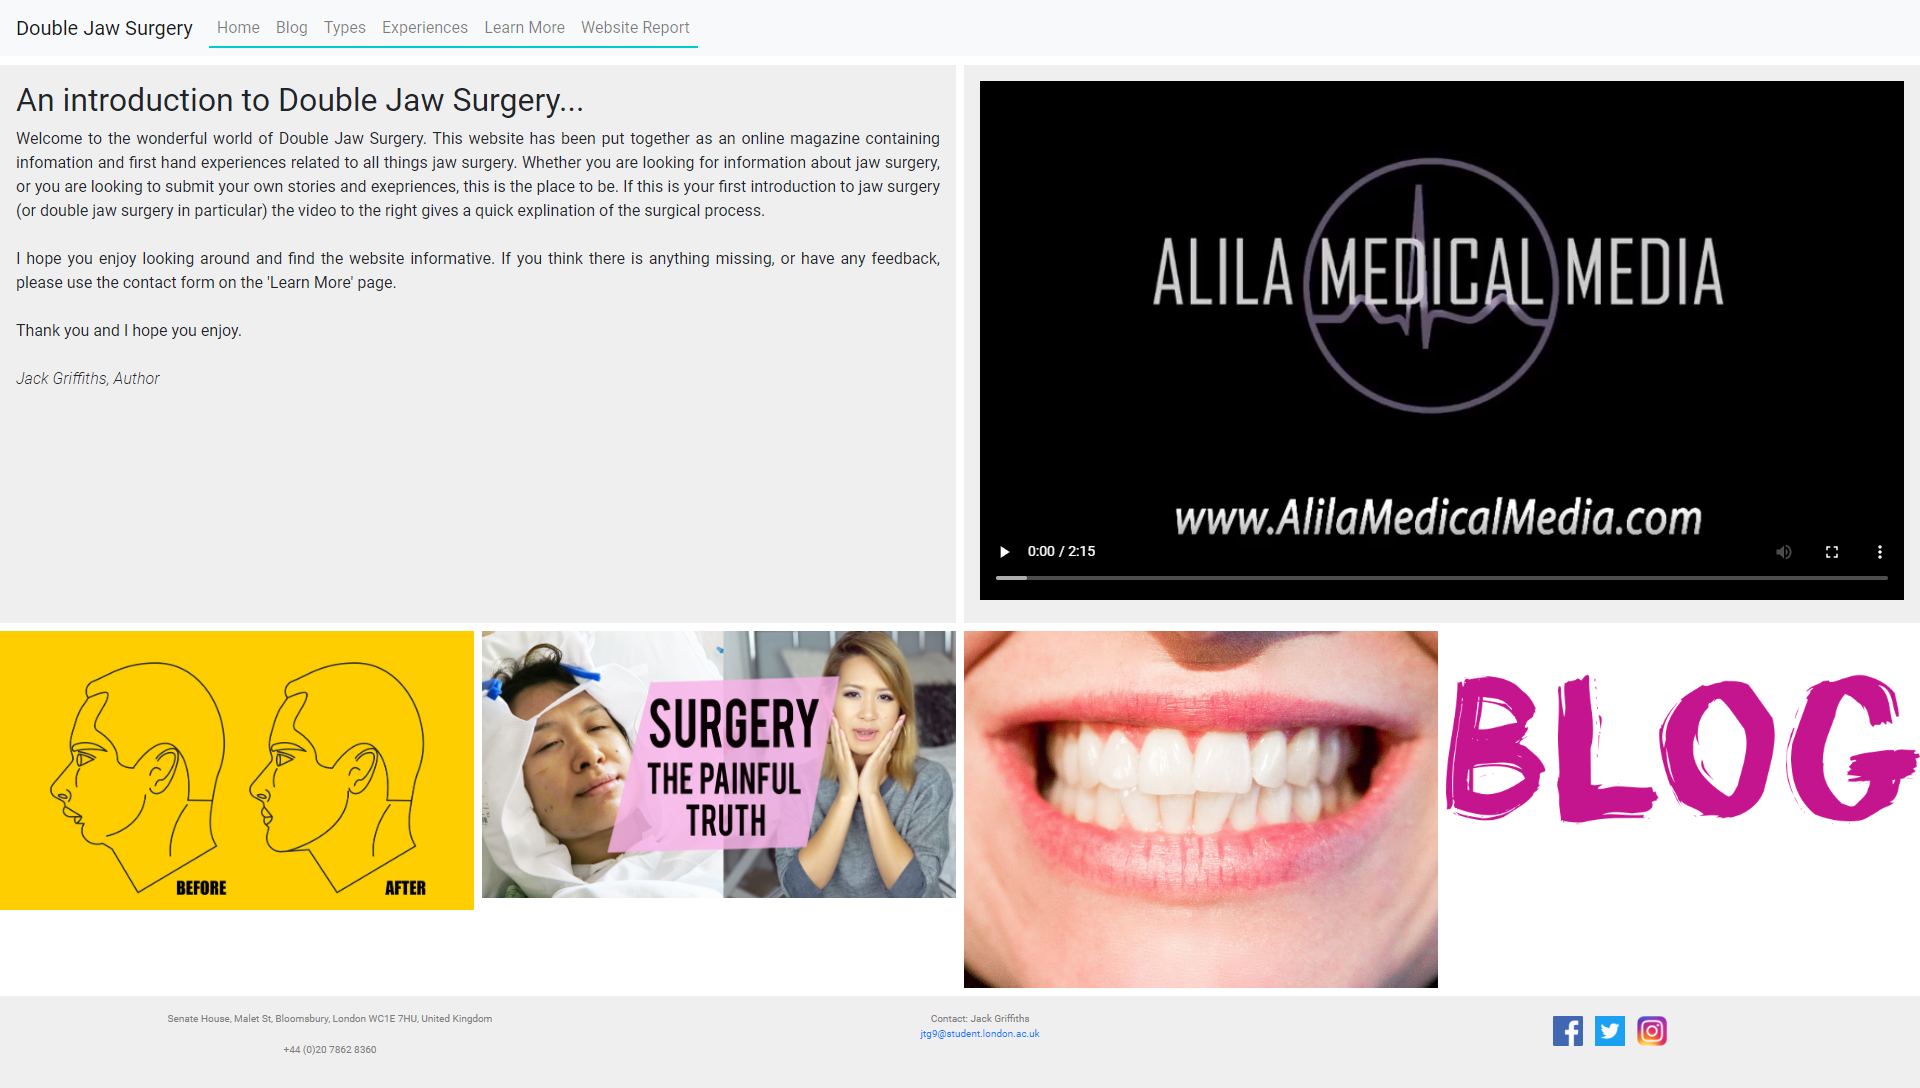 Double Jaw Surgery Home Blog Types Experiences Learn More Website Report
An introduction to Double Jaw Surgery...
Welcome to the wonderful world of Double Jaw Surgery. This website has been put together as an online magazine containing
infomation and first hand experiences related to all things jaw surgery. Whether you are looking for information about jaw surgery,
or you are looking to submit your own stories and exepriences, this is the place to be. If this is your first introduction to jaw surgery
(or double jaw surgery in particular) the video to the right gives a quick explination of the surgical process.
I hope you enjoy looking around and find the website informative. If you think there is anything missing, or have any feedback,
please use the contact form on the 'Learn More' page.
Thank you and I hope you enjoy.
Jack Griffiths, Author
ALILA MEDICAL MEDIA
www.AlilaMedicalMedia.com
0:00 / 2:15
BEFORE AFTER
SURGERY
THE PAINFUL
TRUTH
BLOG
Senate House, Malet St, Bloomsbury, London WC1E 7HU, United Kingdom
+44 (0)20 7862 8360
Contact: Jack Griffiths
jtg9@student.london.ac.uk